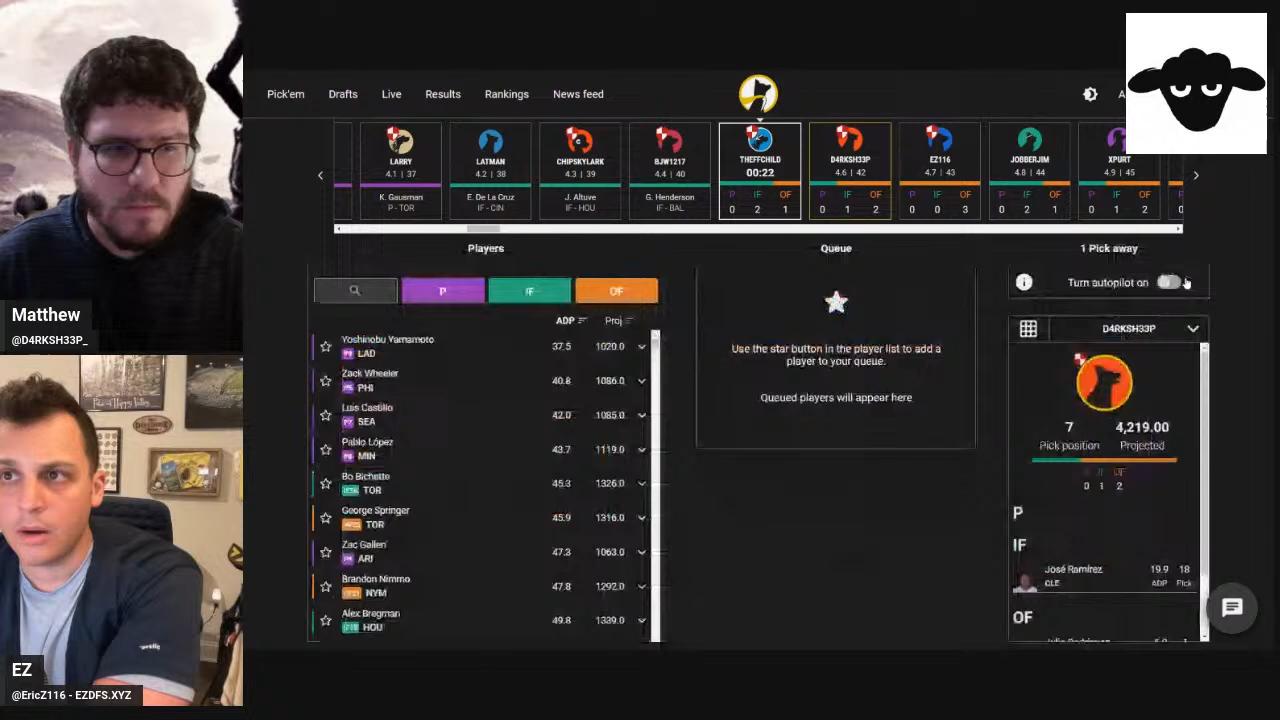 Pick'em Drafts Live Results Rankings News feed
LARRY
4.1 | 37
K. Gausman
P - TOR
LATMAN
4.2 | 38
E. De La Cruz
IF - CIN
CHIPSKYLARK
4.3 | 39
J. Altuve
IF - HOU
BJW1217
4.4 | 40
G. Henderson
IF - BAL
THEFFCHILD
00:22
P IF OF
0 2 1
D4RKSH33P
4.6 | 42
P IF OF
0 1 2
EZ116
4.7 | 43
P IF OF
0 0 3
JOBBERJIM
4.8 | 44
P IF OF
0 2 1
XPURT
4.9 | 45
P IF OF
0 1 2
Players
P IF OF
ADP Proj
Yoshinobu Yamamoto 37.5 1020.0
LAD
Zack Wheeler 40.8 1086.0
PHI
Luis Castillo 42.0 1085.0
SEA
Pablo López 43.7 1119.0
MIN
Bo Bichette 45.3 1326.0
TOR
George Springer 45.9 1316.0
TOR
Zac Gallen 47.3 1063.0
ARI
Brandon Nimmo 47.8 1292.0
NYM
Alex Bregman 49.8 1339.0
HOU
Queue
Use the star button in the player list to add a
player to your queue.
Queued players will appear here
1 Pick away
Turn autopilot on
D4RKSH33P
7 4,219.00
Pick position Projected
IF OF
0 1 2
P
IF
José Ramírez 19.9 18
CLE ADP Pick
OF
Matthew
@D4RKSH33P_
EZ
@EricZ116 - EZDFS.XYZ